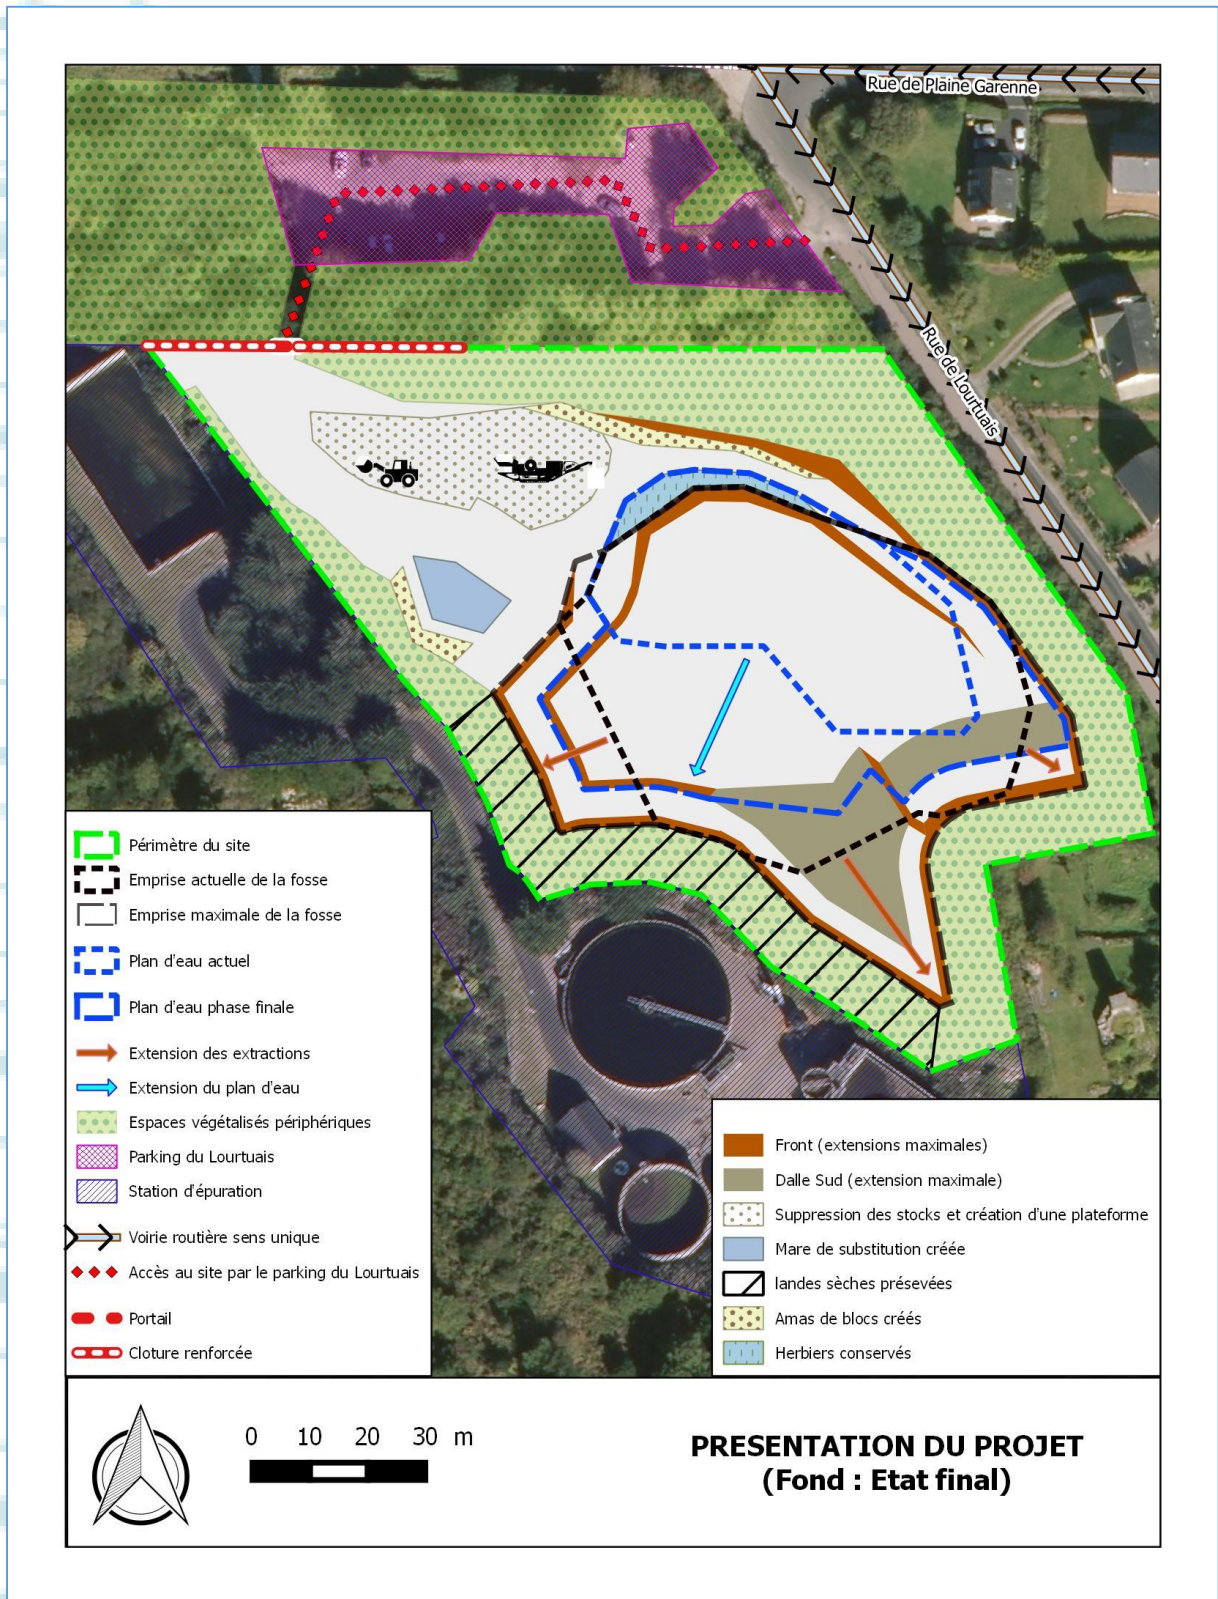 Rue de Plaine Garenne
Rue de Lourtuais
Périmètre du site
Emprise actuelle de la fosse
Emprise maximale de la fosse
Plan d'eau actuel
Plan d'eau phase finale
Extension des extractions
Extension du plan d'eau
Espaces végétalisés périphériques
Parking du Lourtuais
Station d'épuration
Voirie routière sens unique
Accès au site par le parking du Lourtuais
Portail
Cloture renforcée
Front (extensions maximales)
Dalle Sud (extension maximale)
Suppression des stocks et création d'une plateforme
Mare de substitution créée
landes sèches présevées
Amas de blocs créés
Herbiers conservés
0 10 20 30 m
PRESENTATION DU PROJET
(Fond : Etat final)